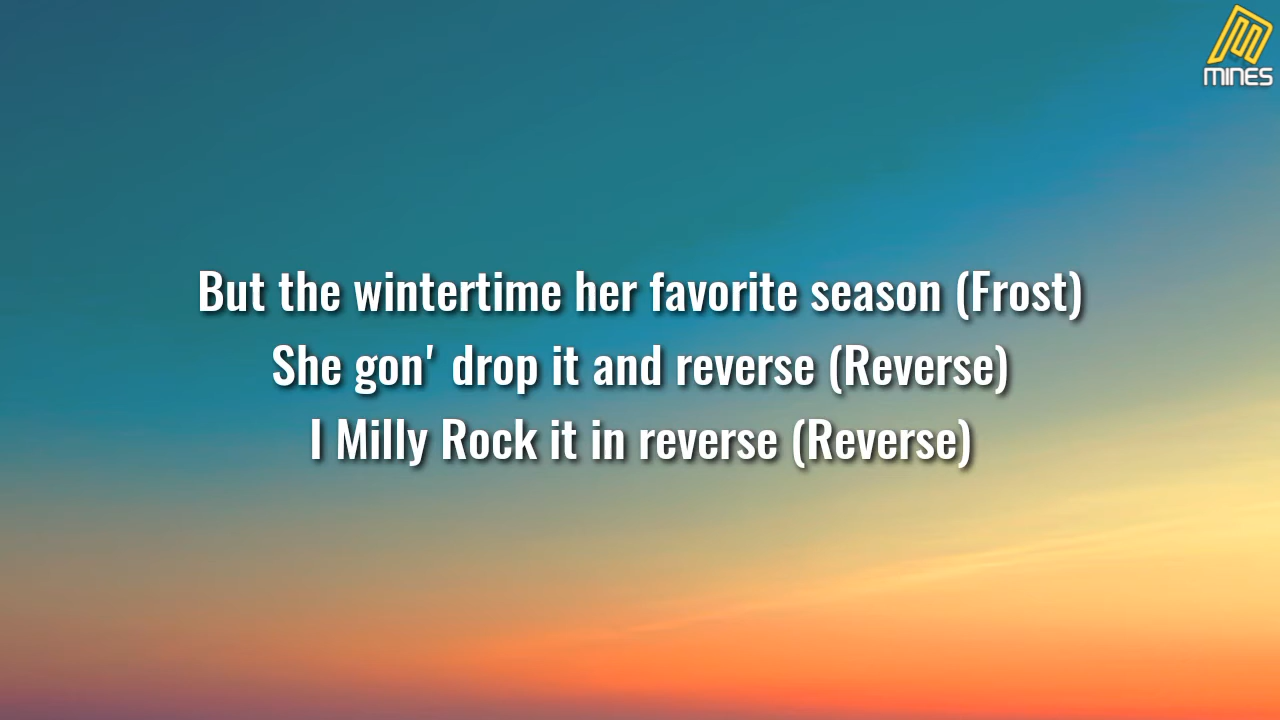 MINES
But the wintertime her favorite season (Frost)
She gon' drop it and reverse (Reverse)
I Milly Rock it in reverse (Reverse)